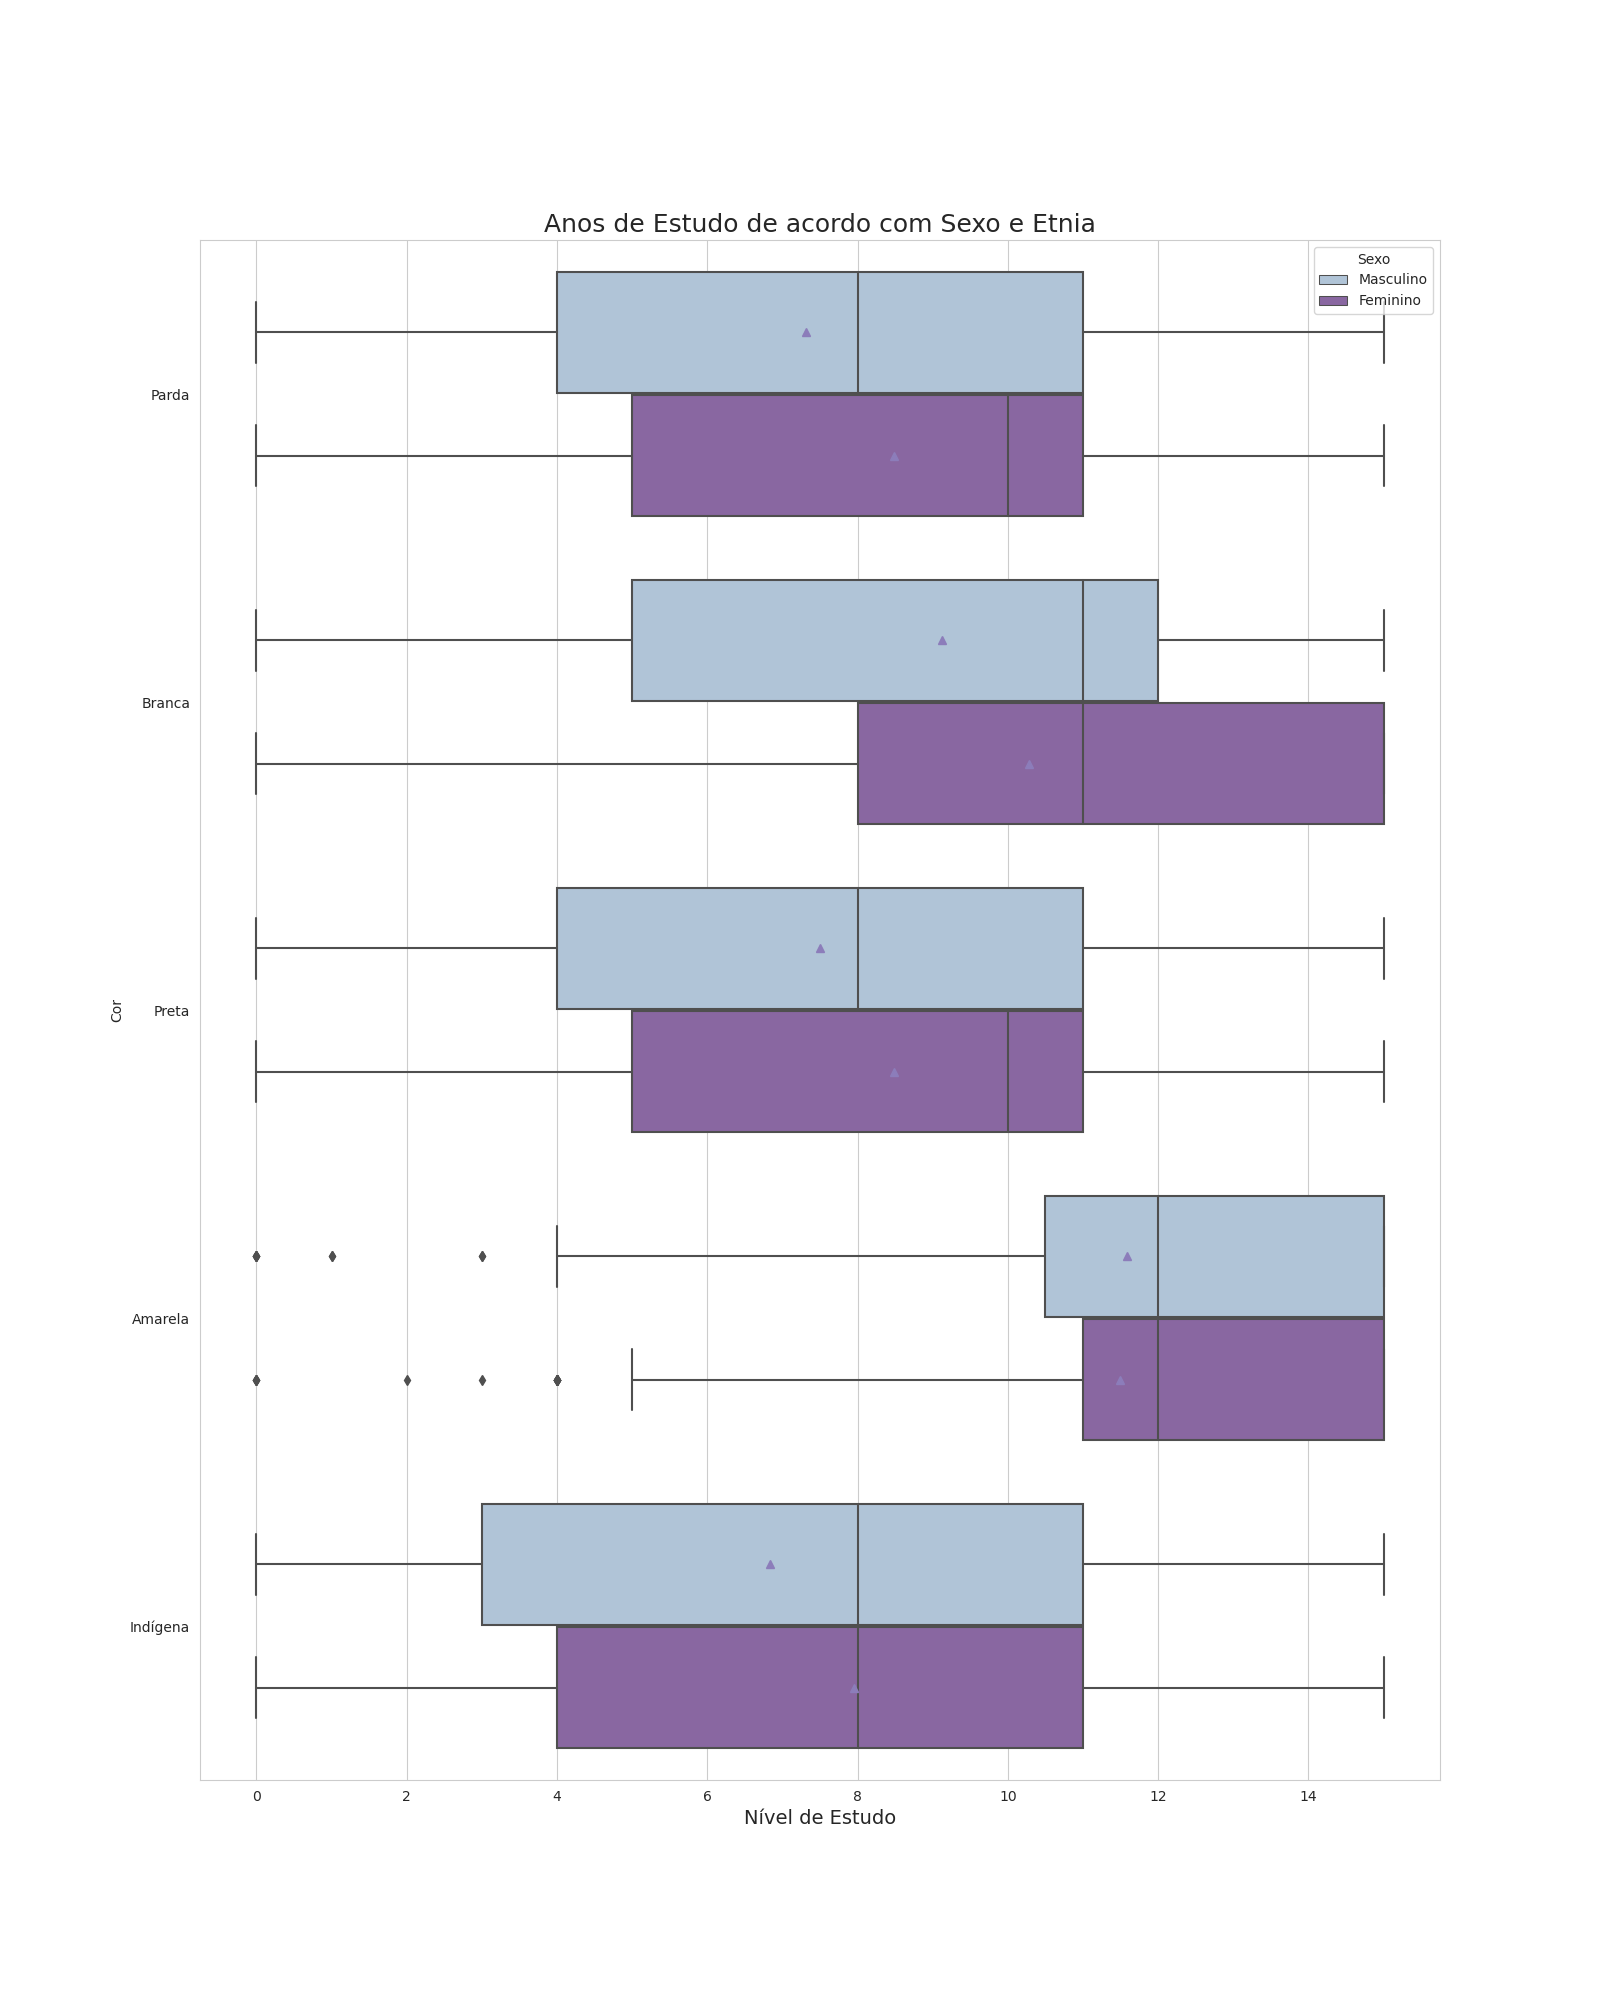 Anos de Estudo de acordo com Sexo e Etnia
Sexo
Masculino
Feminino
Parda
Branca
Preta
Amarela
Indígena
Cor
0 2 4 6 8 10 12 14
Nível de Estudo